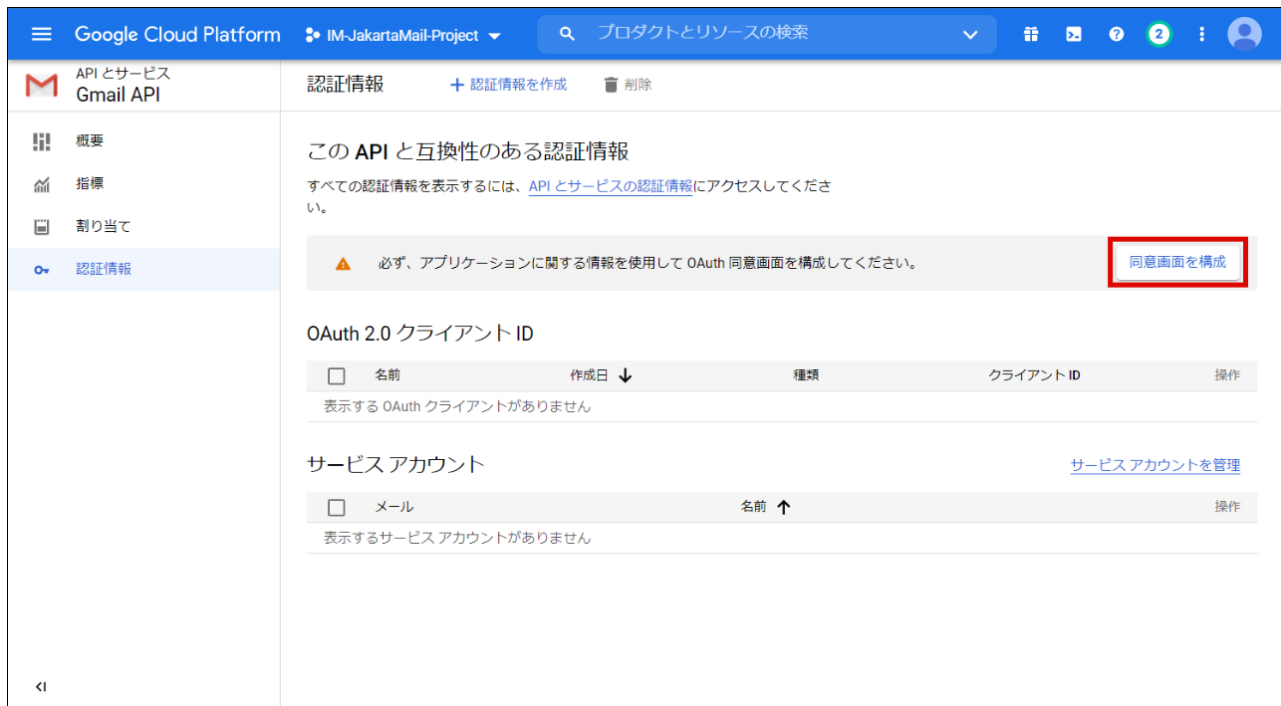 Google Cloud Platform
IM-JakartaMail-Project
プロダクトとリソースの検索
2
API とサービス
Gmail API
認証情報
認証情報を作成
削除
概要
指標
割り当て
認証情報
この API と互換性のある認証情報
すべての認証情報を表示するには、API とサービスの認証情報にアクセスしてくださ
い。
必ず、アプリケーションに関する情報を使用して OAuth 同意画面を構成してください。
同意画面を構成
OAuth 2.0 クライアント ID
名前 作成日 種類 クライアント ID 操作
表示する OAuth クライアントがありません
サービス アカウント
サービス アカウントを管理
メール 名前 操作
表示するサービス アカウントがありません